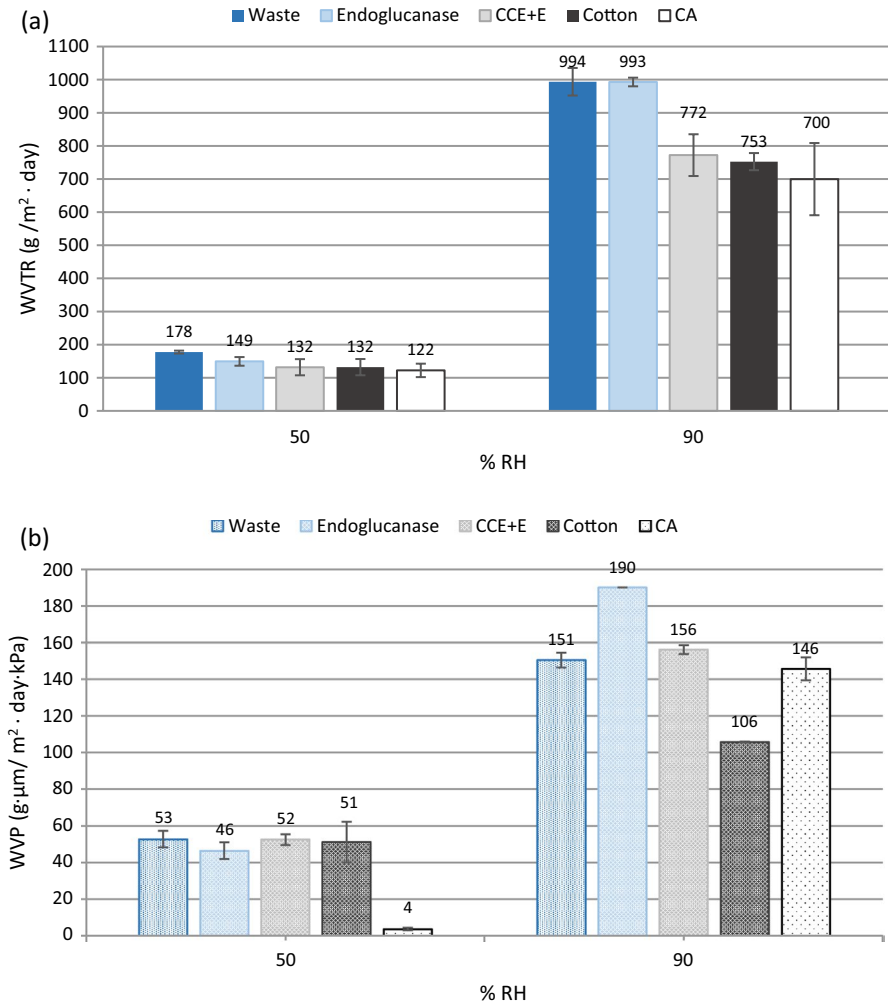 (a)
Waste Endoglucanase CCE+E Cotton CA
1100
1000
900
800
700
600
500
400
300
200
100
0
WVTR (g /m² · day)
178 149 132 132 122
994 993 772 753 700
50 90
% RH
(b)
Waste Endoglucanase CCE+E Cotton CA
200
180
160
140
120
100
80
60
40
20
0
WVP (g·µm/ m² · day·kPa)
53 46 52 51 4
151 190 156 106 146
50 90
% RH